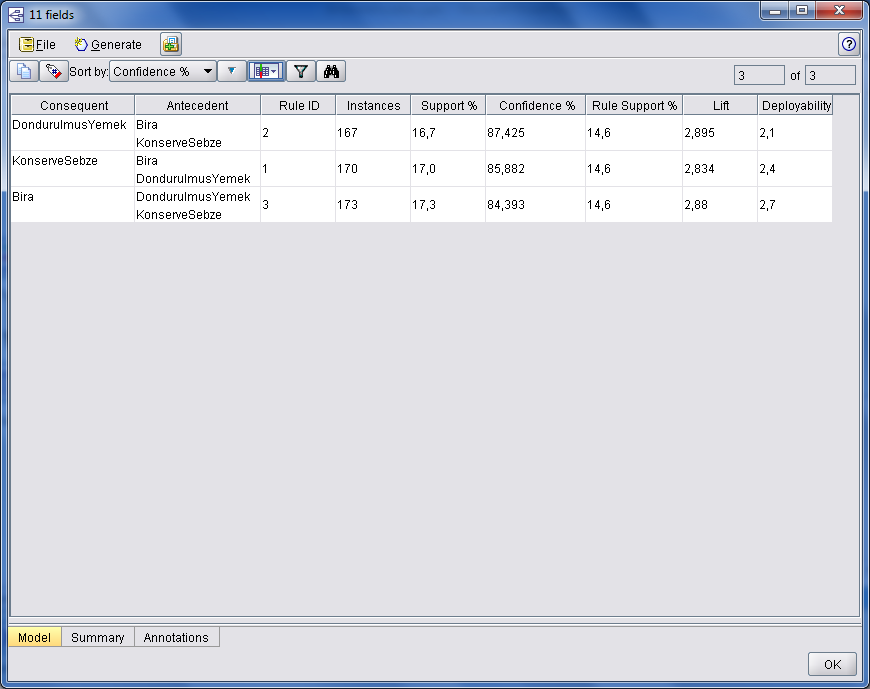 11 fields
File Generate
Sort by: Confidence % 3 of 3
Consequent Antecedent Rule ID Instances Support % Confidence % Rule Support % Lift Deployability
DondurulmusYemek Bira 2 167 16,7 87,425 14,6 2,895 2,1
KonserveSebze
KonserveSebze Bira 1 170 17,0 85,882 14,6 2,834 2,4
DondurulmusYemek
Bira DondurulmusYemek 3 173 17,3 84,393 14,6 2,88 2,7
KonserveSebze
Model Summary Annotations
OK